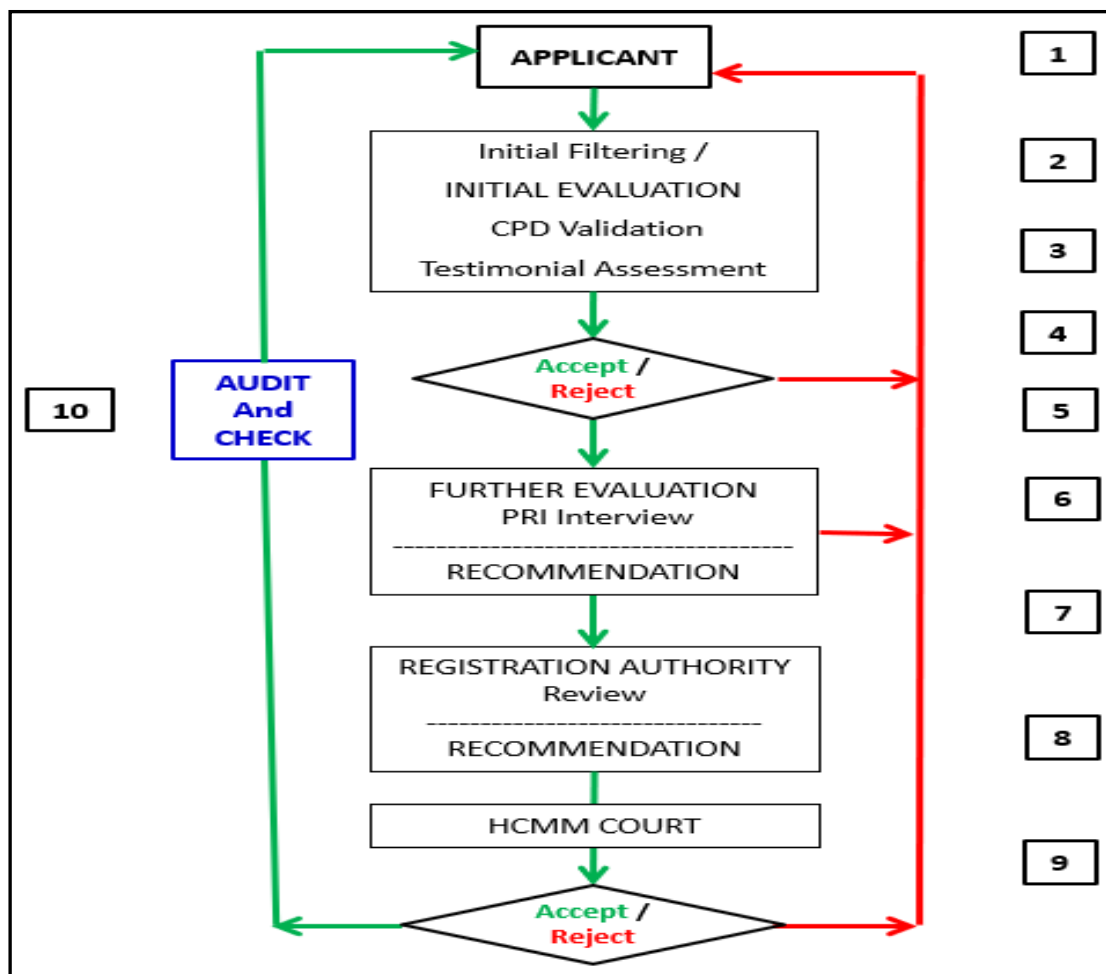 APPLICANT
1
Initial Filtering /
INITIAL EVALUATION
CPD Validation
Testimonial Assessment
2
3
4
Accept /
Reject
5
AUDIT
And
CHECK
10
FURTHER EVALUATION
PRI Interview
--------------------------------------
RECOMMENDATION
6
7
REGISTRATION AUTHORITY
Review
--------------------------------
RECOMMENDATION
8
HCMM COURT
9
Accept /
Reject